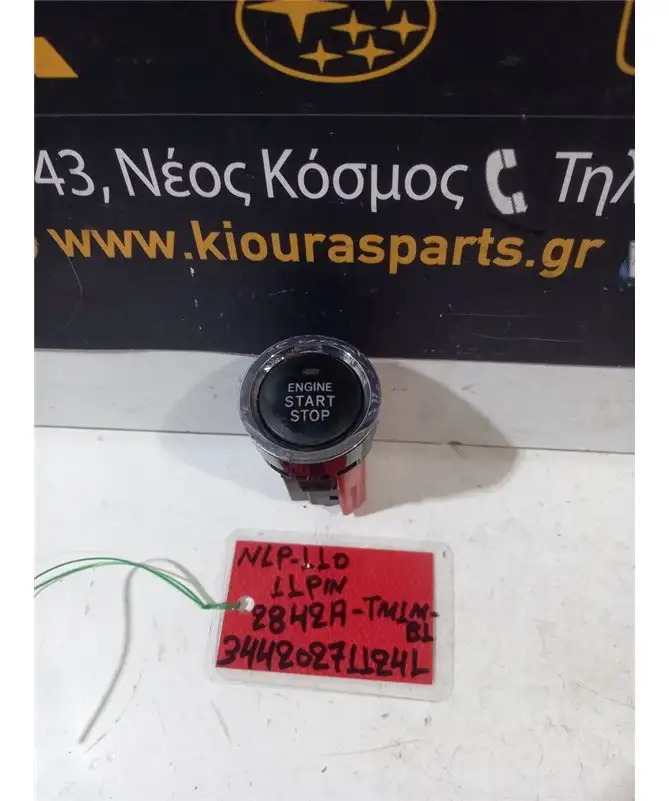 43, Νέος Κόσμος Τηλ
www.kiourasparts.gr
ENGINE
START
STOP
NLP-110
11PIN
2842A-TM1M-
B1
34420271124L